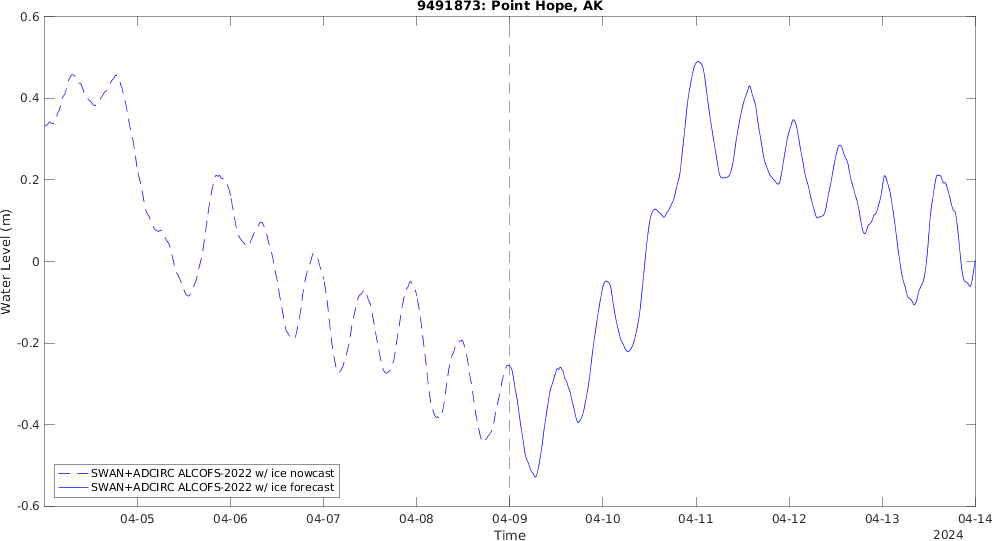 9491873: Point Hope, AK
0.6
0.4
0.2
0
-0.2
-0.4
-0.6
Water Level (m)
SWAN+ADCIRC ALCOFS-2022 w/ ice nowcast
SWAN+ADCIRC ALCOFS-2022 w/ ice forecast
04-05 04-06 04-07 04-08 04-09 04-10 04-11 04-12 04-13 04-14
Time
2024